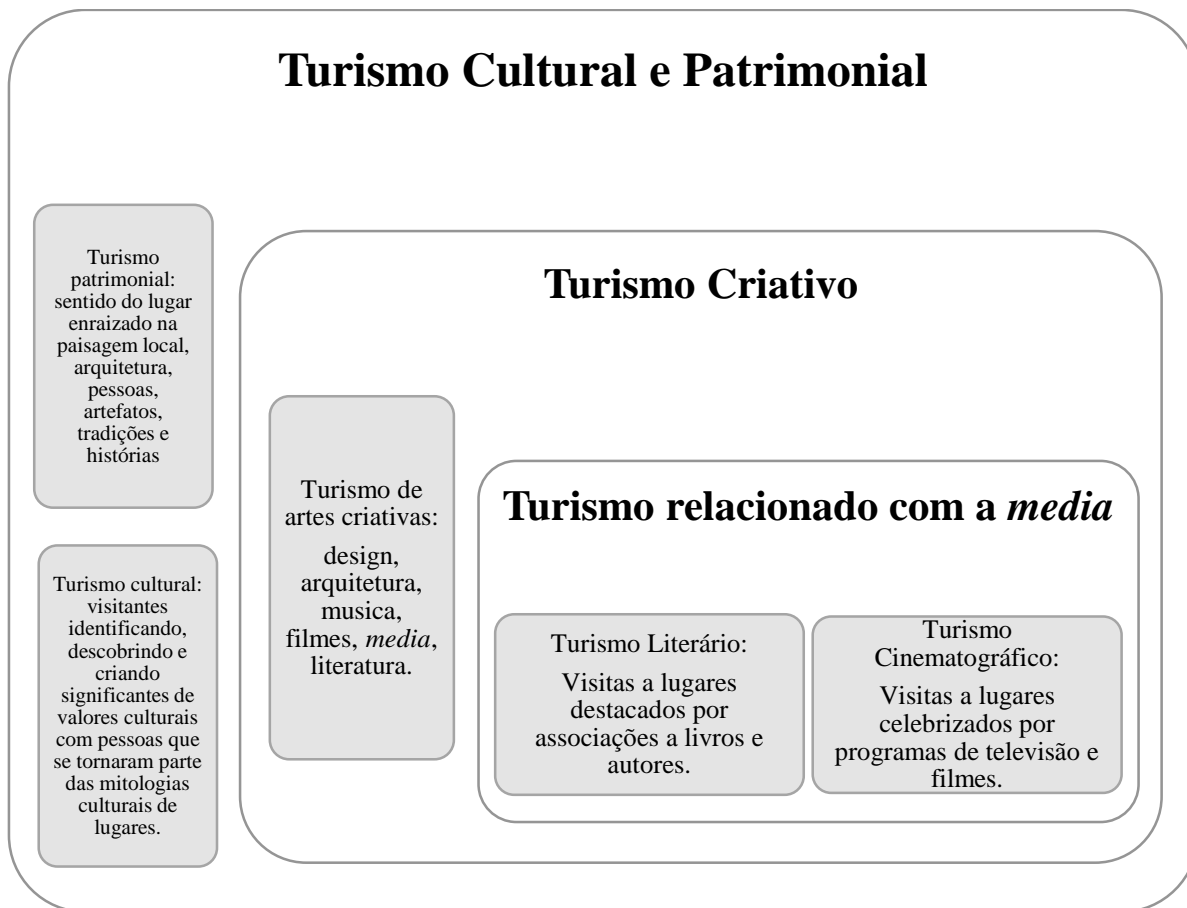 Turismo Cultural e Patrimonial
Turismo
patrimonial:
sentido do lugar
enraizado na
paisagem local,
arquitetura,
pessoas,
artefatos,
tradições e
histórias
Turismo cultural:
visitantes
identificando,
descobrindo e
criando
significantes de
valores culturais
com pessoas que
se tornaram parte
das mitologias
culturais de
lugares.
Turismo Criativo
Turismo de
artes criativas:
design,
arquitetura,
musica,
filmes, media,
literatura.
Turismo relacionado com a media
Turismo Literário:
Visitas a lugares
destacados por
associações a livros e
autores.
Turismo
Cinematográfico:
Visitas a lugares
celebrizados por
programas de televisão e
filmes.